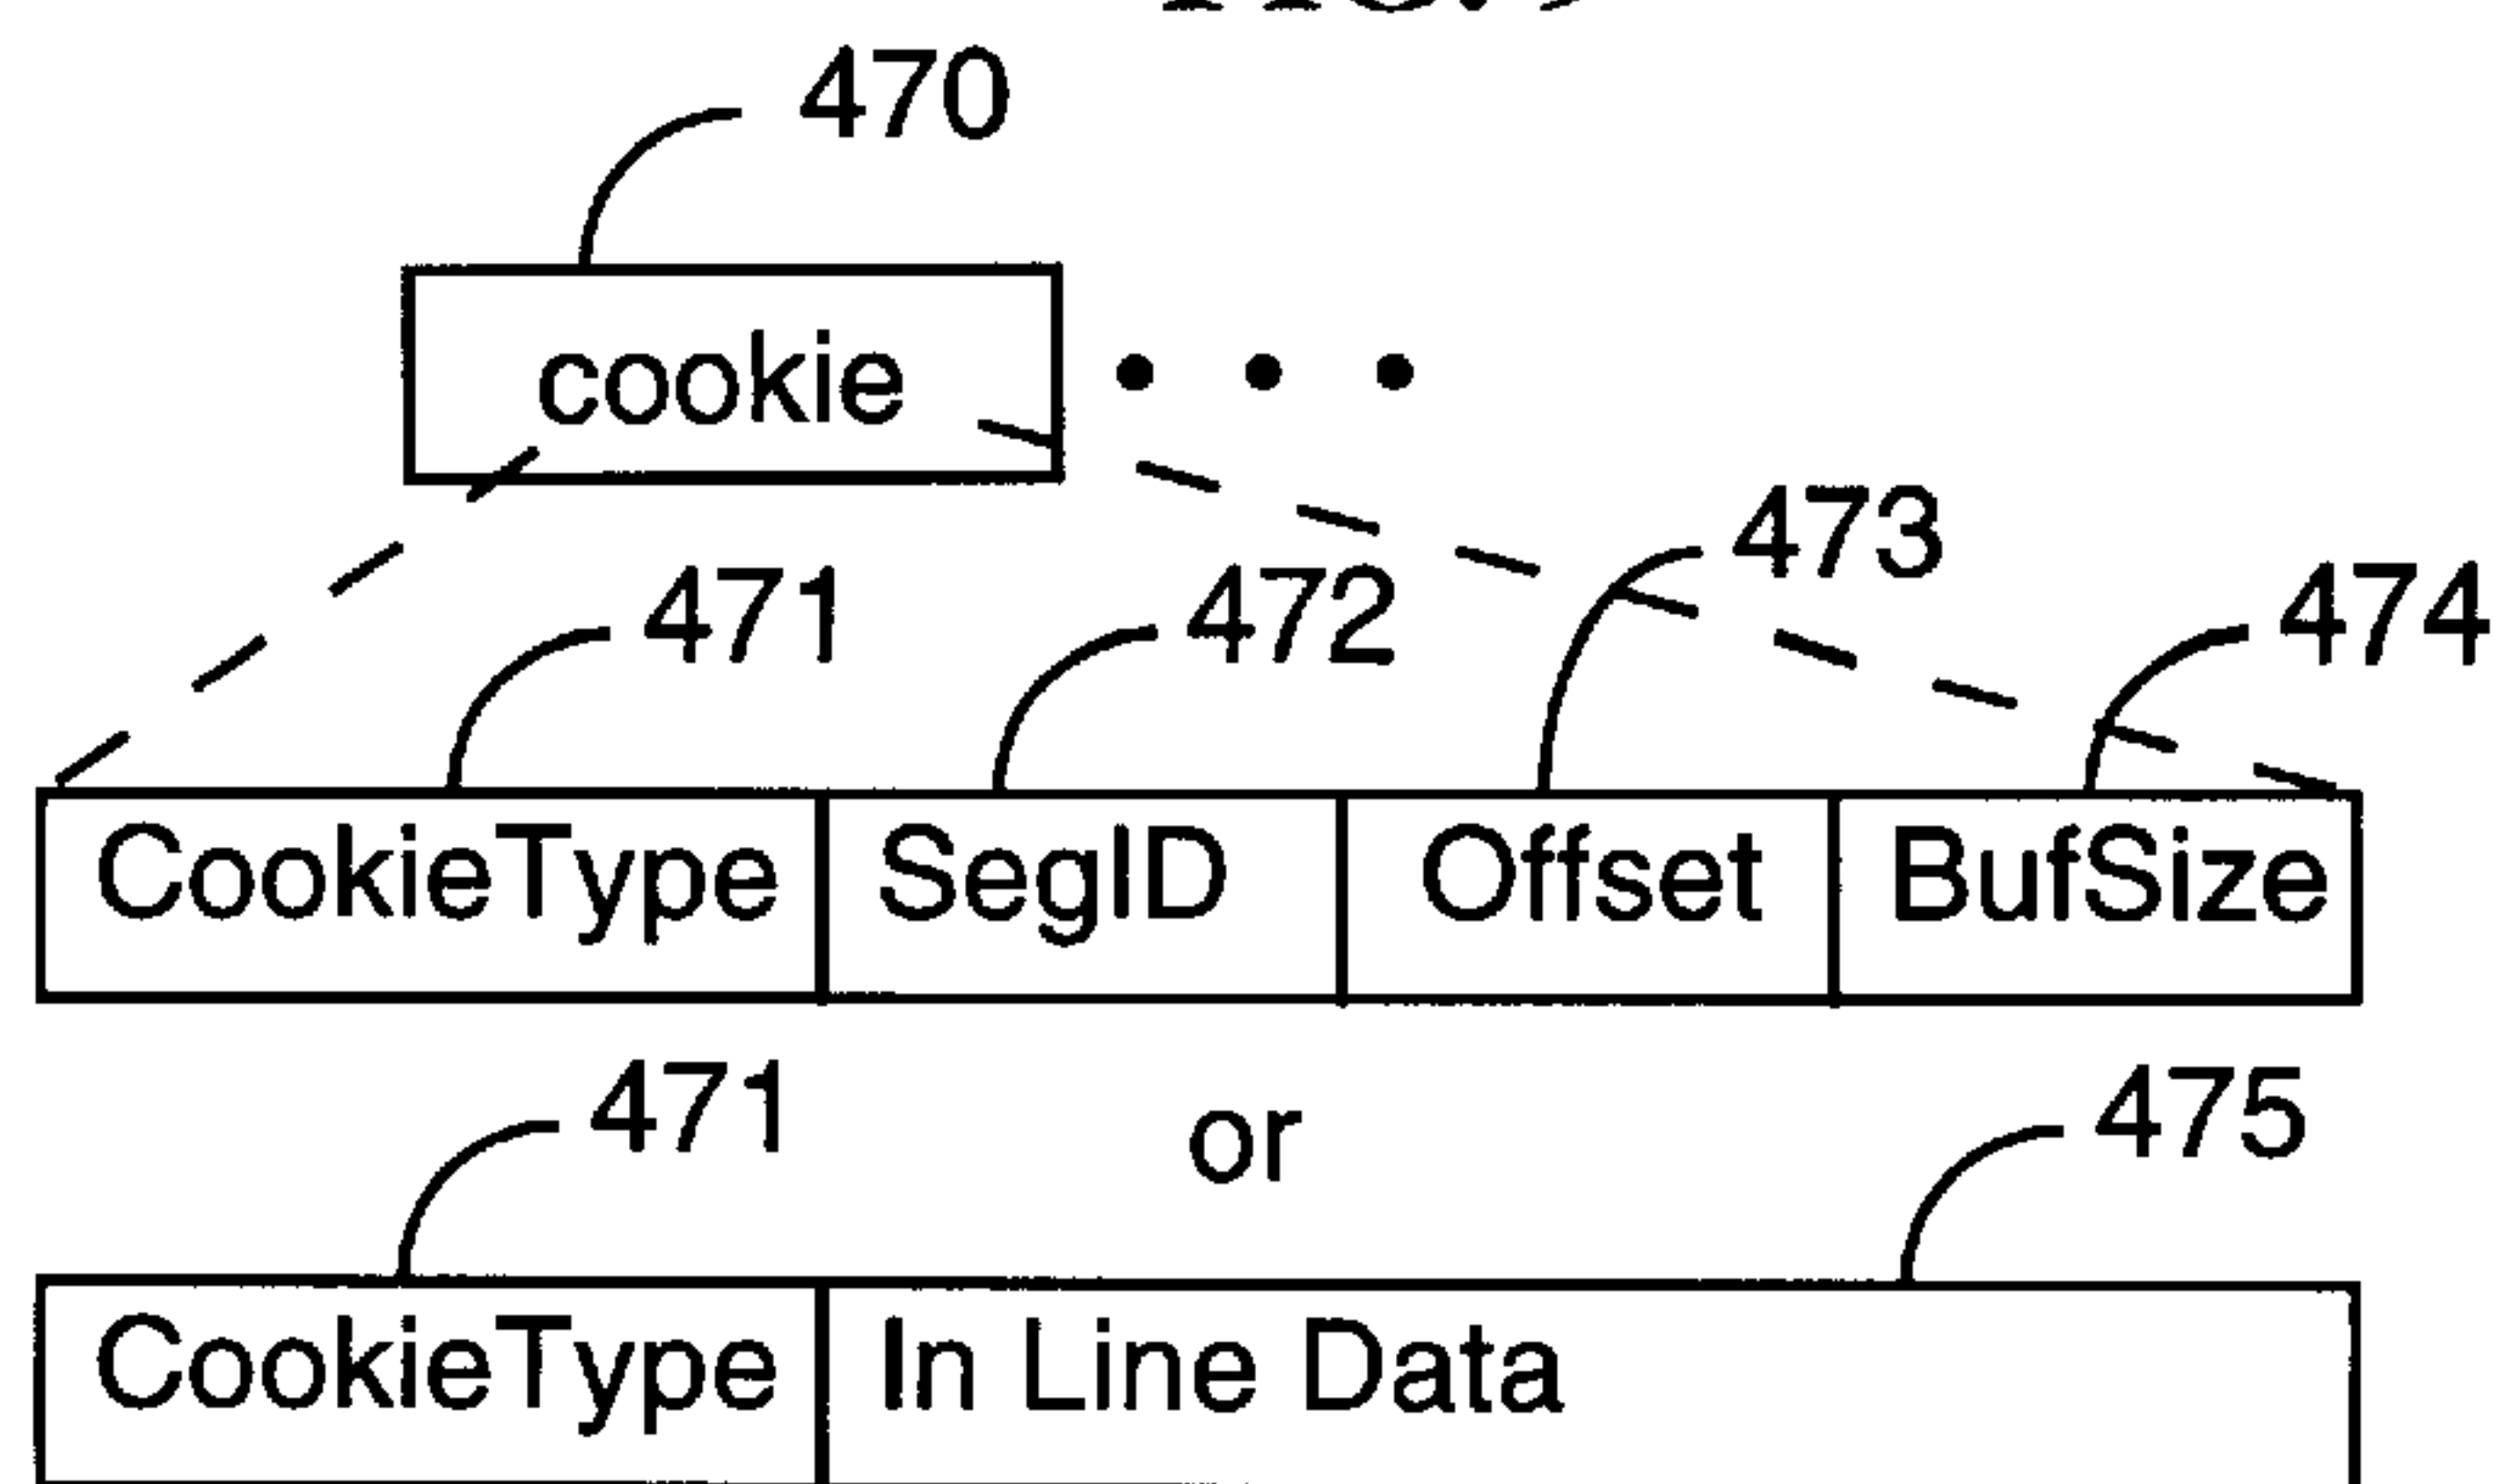 470
cookie
473
471 472 474
CookieType SegID Offset BufSize
471 or 475
CookieType In Line Data